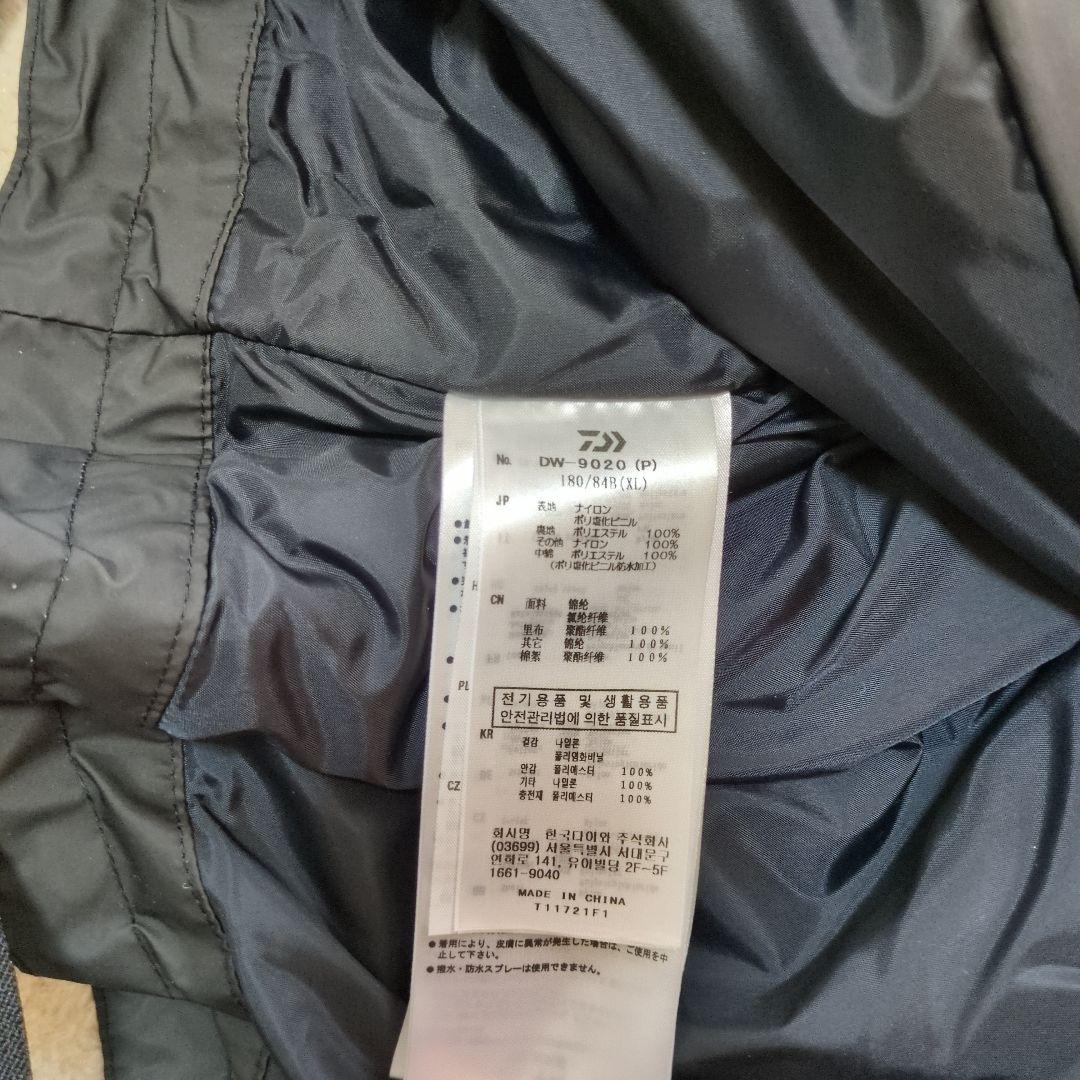 No. DW-9020 (P)
180/84B(XL)
JP 表地 ナイロン
ポリ塩化ビニル
裏地 ポリエステル 100%
その他 ナイロン 100%
中綿 ポリエステル 100%
(ポリ塩化ビニル防水加工)
CN 面料 锦纶
氯纶纤维
里布 聚酯纤维 100%
其它 锦纶 100%
棉絮 聚酯纤维 100%
전기용품 및 생활용품
안전관리법에 의한 품질표시
KR 겉감 나일론
폴리염화비닐
안감 폴리에스터 100%
기타 나일론 100%
충전재 폴리에스터 100%
회사명 한국다이와 주식회사
(03699) 서울특별시 서대문구
연희로 141, 유아빌딩 2F~5F
1661-9040
MADE IN CHINA
T11721F1
PL
CZ
●着用により、皮膚に異常が発生した場合は、ご使用を中
止して下さい。
●撥水・防水スプレーは使用できません。